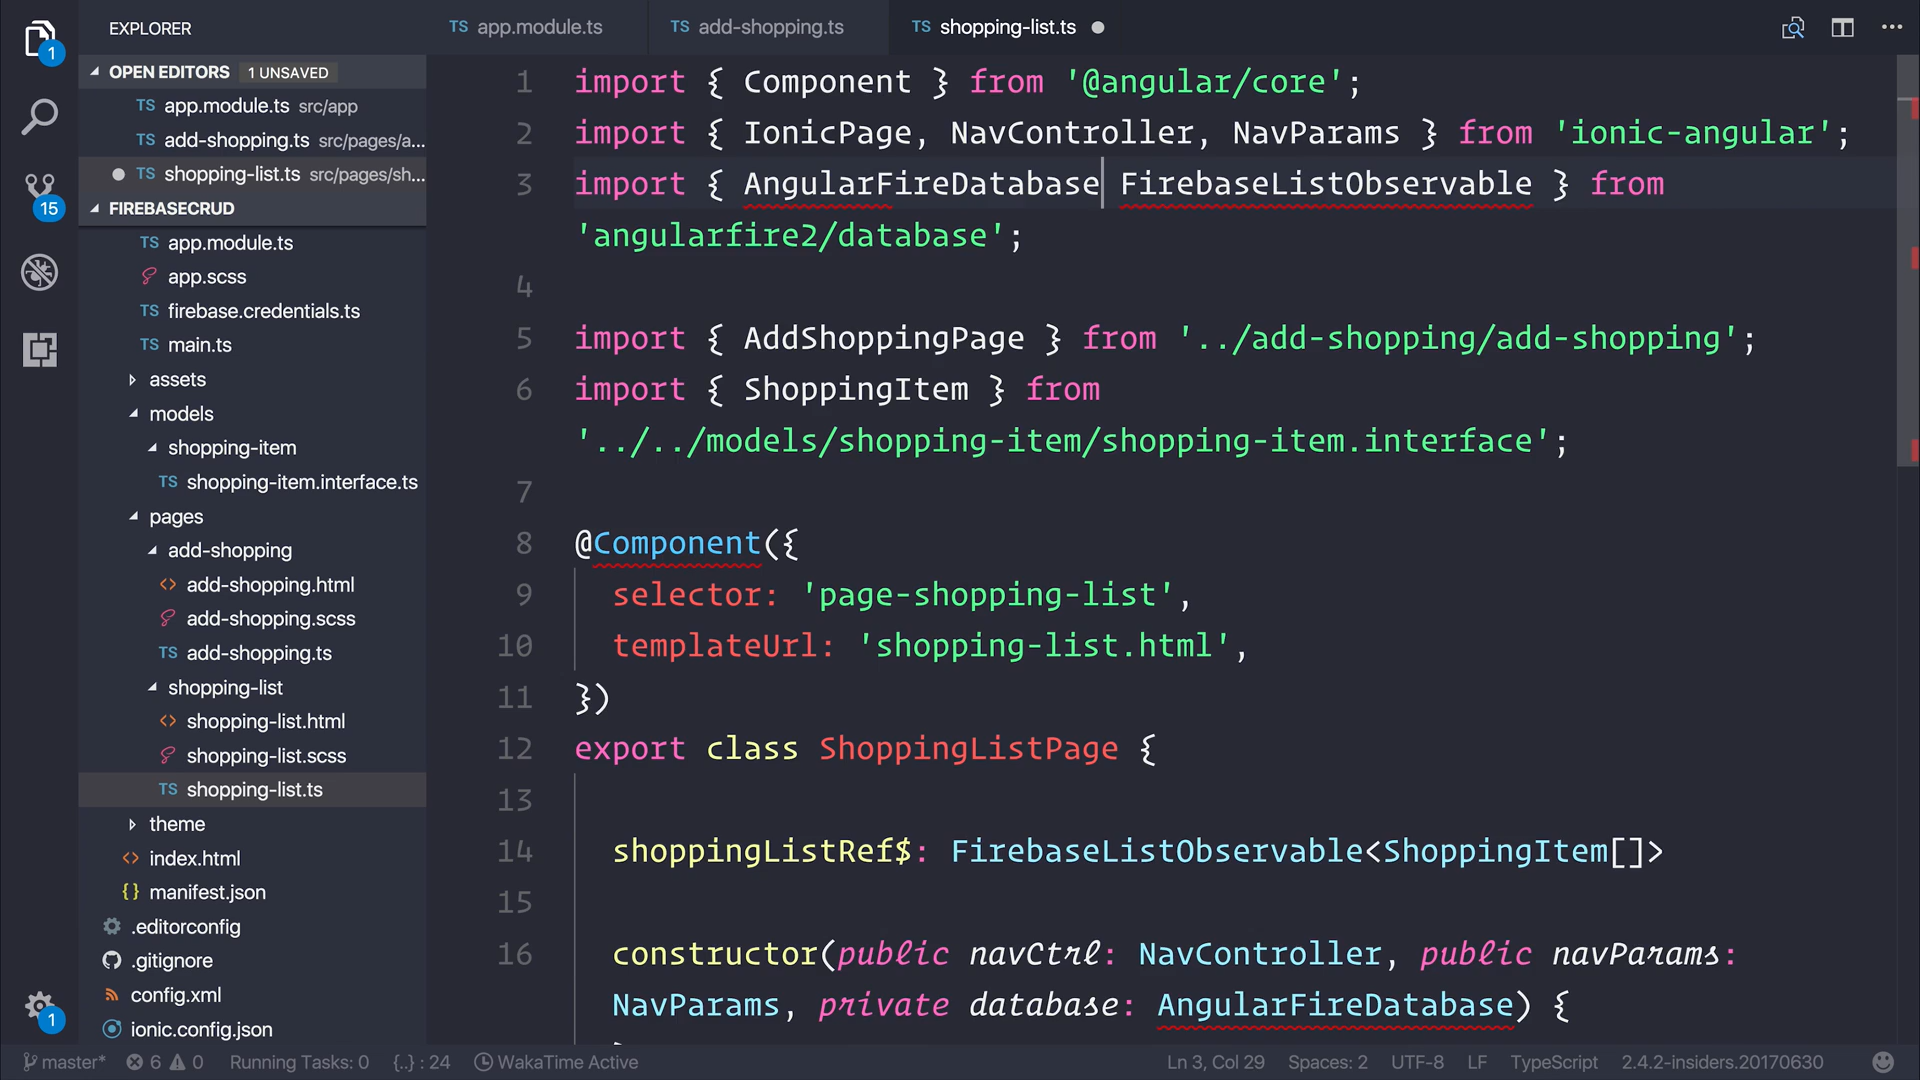 EXPLORER
OPEN EDITORS 1 UNSAVED
TS app.module.ts src/app
TS add-shopping.ts src/pages/a...
TS shopping-list.ts src/pages/sh...
FIREBASECRUD
TS app.module.ts
app.scss
TS firebase.credentials.ts
TS main.ts
assets
models
shopping-item
TS shopping-item.interface.ts
pages
add-shopping
<> add-shopping.html
add-shopping.scss
TS add-shopping.ts
shopping-list
<> shopping-list.html
shopping-list.scss
TS shopping-list.ts
theme
<> index.html
{} manifest.json
.editorconfig
.gitignore
config.xml
ionic.config.json
1
15
1
TS app.module.ts TS add-shopping.ts TS shopping-list.ts
1 import { Component } from '@angular/core';
2 import { IonicPage, NavController, NavParams } from 'ionic-angular';
3 import { AngularFireDatabase FirebaseListObservable } from
'angularfire2/database';
4
5 import { AddShoppingPage } from '../add-shopping/add-shopping';
6 import { ShoppingItem } from
'../../models/shopping-item/shopping-item.interface';
7
8 @Component({
9 selector: 'page-shopping-list',
10 templateUrl: 'shopping-list.html',
11 })
12 export class ShoppingListPage {
13
14 shoppingListRef$: FirebaseListObservable<ShoppingItem[]>
15
16 constructor(public navCtrl: NavController, public navParams:
NavParams, private database: AngularFireDatabase) {
master* 6 0 Running Tasks: 0 {..} : 24 WakaTime Active Ln 3, Col 29 Spaces: 2 UTF-8 LF TypeScript 2.4.2-insiders.20170630